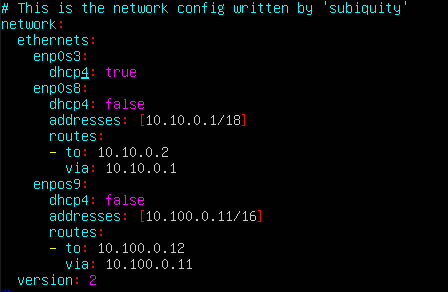 # This is the network config written by 'subiquity'
network:
  ethernets:
    enp0s3:
      dhcp4: true
    enp0s8:
      dhcp4: false
      addresses: [10.10.0.1/18]
      routes:
      - to: 10.10.0.2
        via: 10.10.0.1
    enpos9:
      dhcp4: false
      addresses: [10.100.0.11/16]
      routes:
      - to: 10.100.0.12
        via: 10.100.0.11
  version: 2